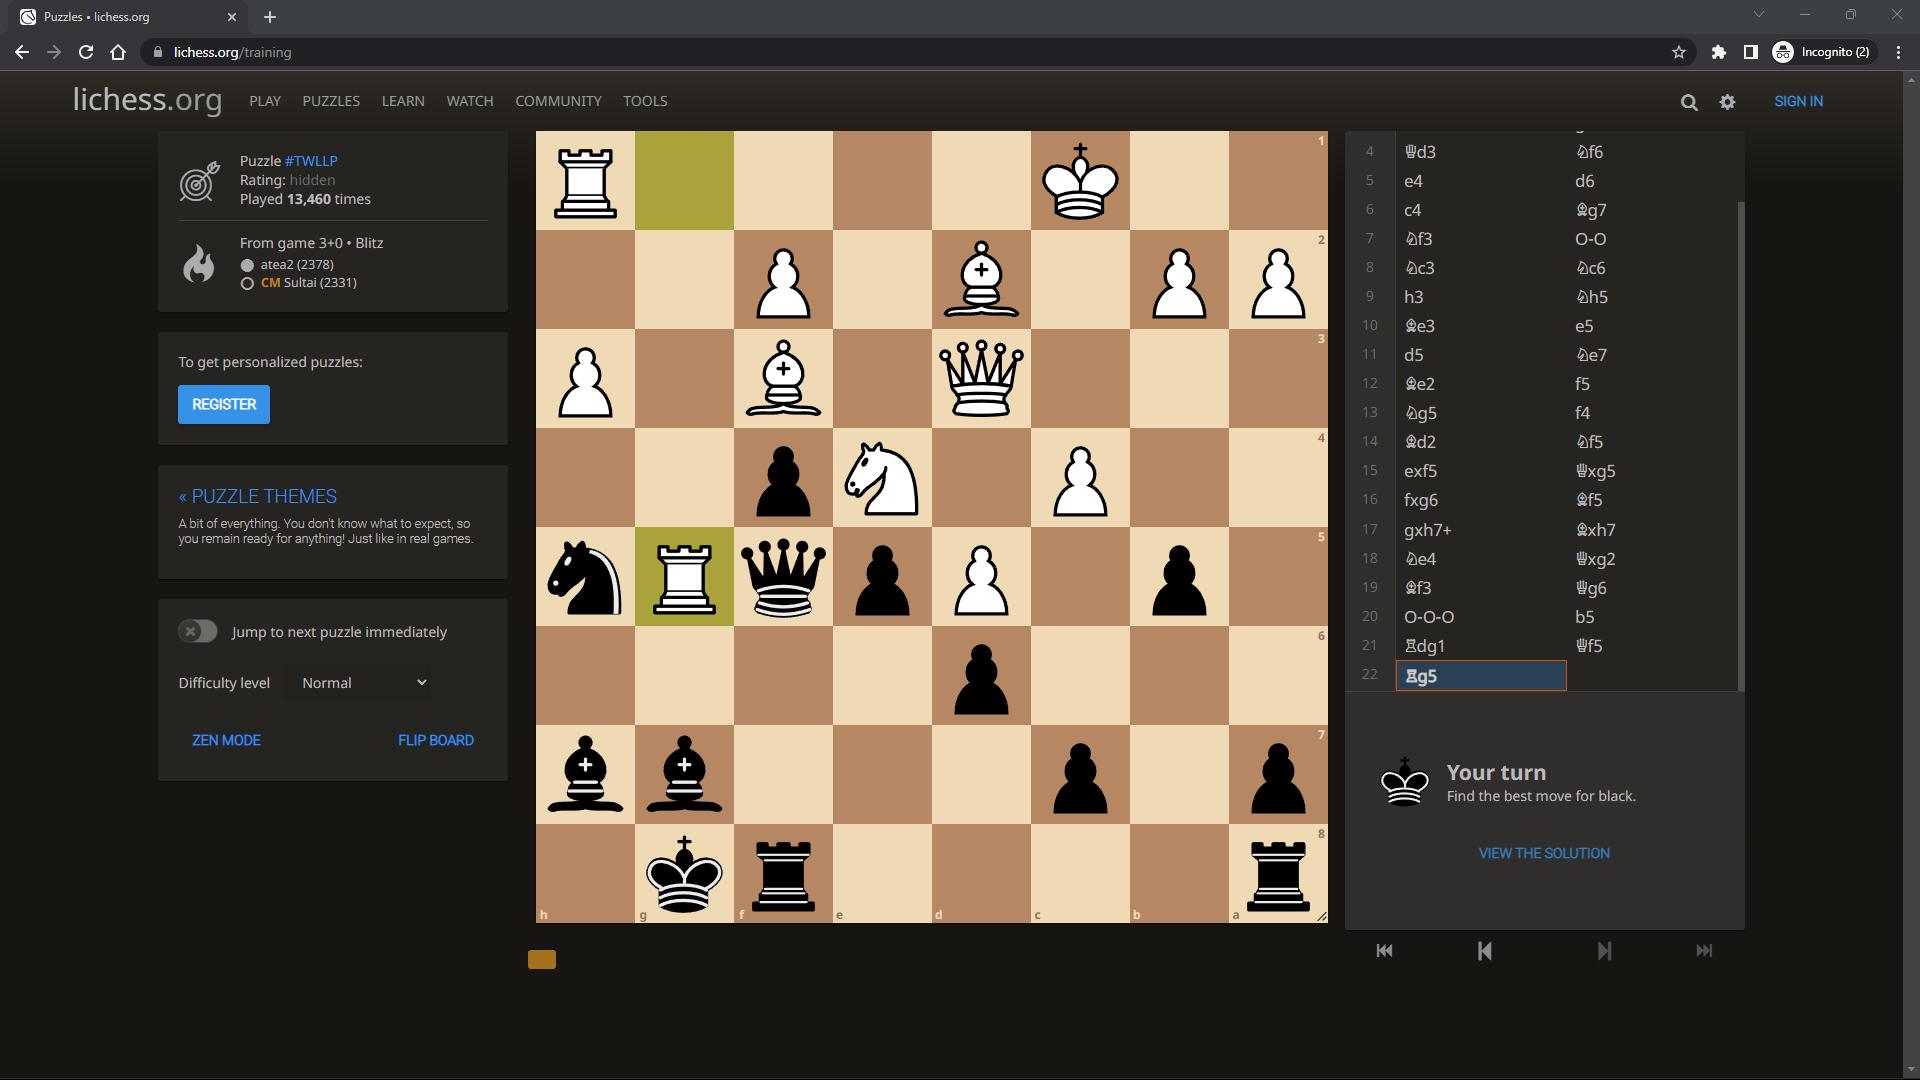 Puzzles • lichess.org
lichess.org/training
Incognito (2)
lichess.org
PLAY PUZZLES LEARN WATCH COMMUNITY TOOLS
SIGN IN
Puzzle #TWLLP
Rating: hidden
Played 13,460 times
From game 3+0 • Blitz
atea2 (2378)
CM Sultai (2331)
To get personalized puzzles:
REGISTER
« PUZZLE THEMES
A bit of everything. You don't know what to expect, so
you remain ready for anything! Just like in real games.
Jump to next puzzle immediately
Difficulty level Normal
ZEN MODE FLIP BOARD
1
2
3
4
5
6
7
8
h g f e d c b a
4 ♕d3 ♘f6
5 e4 d6
6 c4 ♗g7
7 ♘f3 O-O
8 ♘c3 ♘c6
9 h3 ♘h5
10 ♗e3 e5
11 d5 ♘e7
12 ♗e2 f5
13 ♘g5 f4
14 ♗d2 ♘f5
15 exf5 ♕xg5
16 fxg6 ♗f5
17 gxh7+ ♗xh7
18 ♘e4 ♕xg2
19 ♗f3 ♕g6
20 O-O-O b5
21 ♖dg1 ♕f5
22 ♖g5
Your turn
Find the best move for black.
VIEW THE SOLUTION